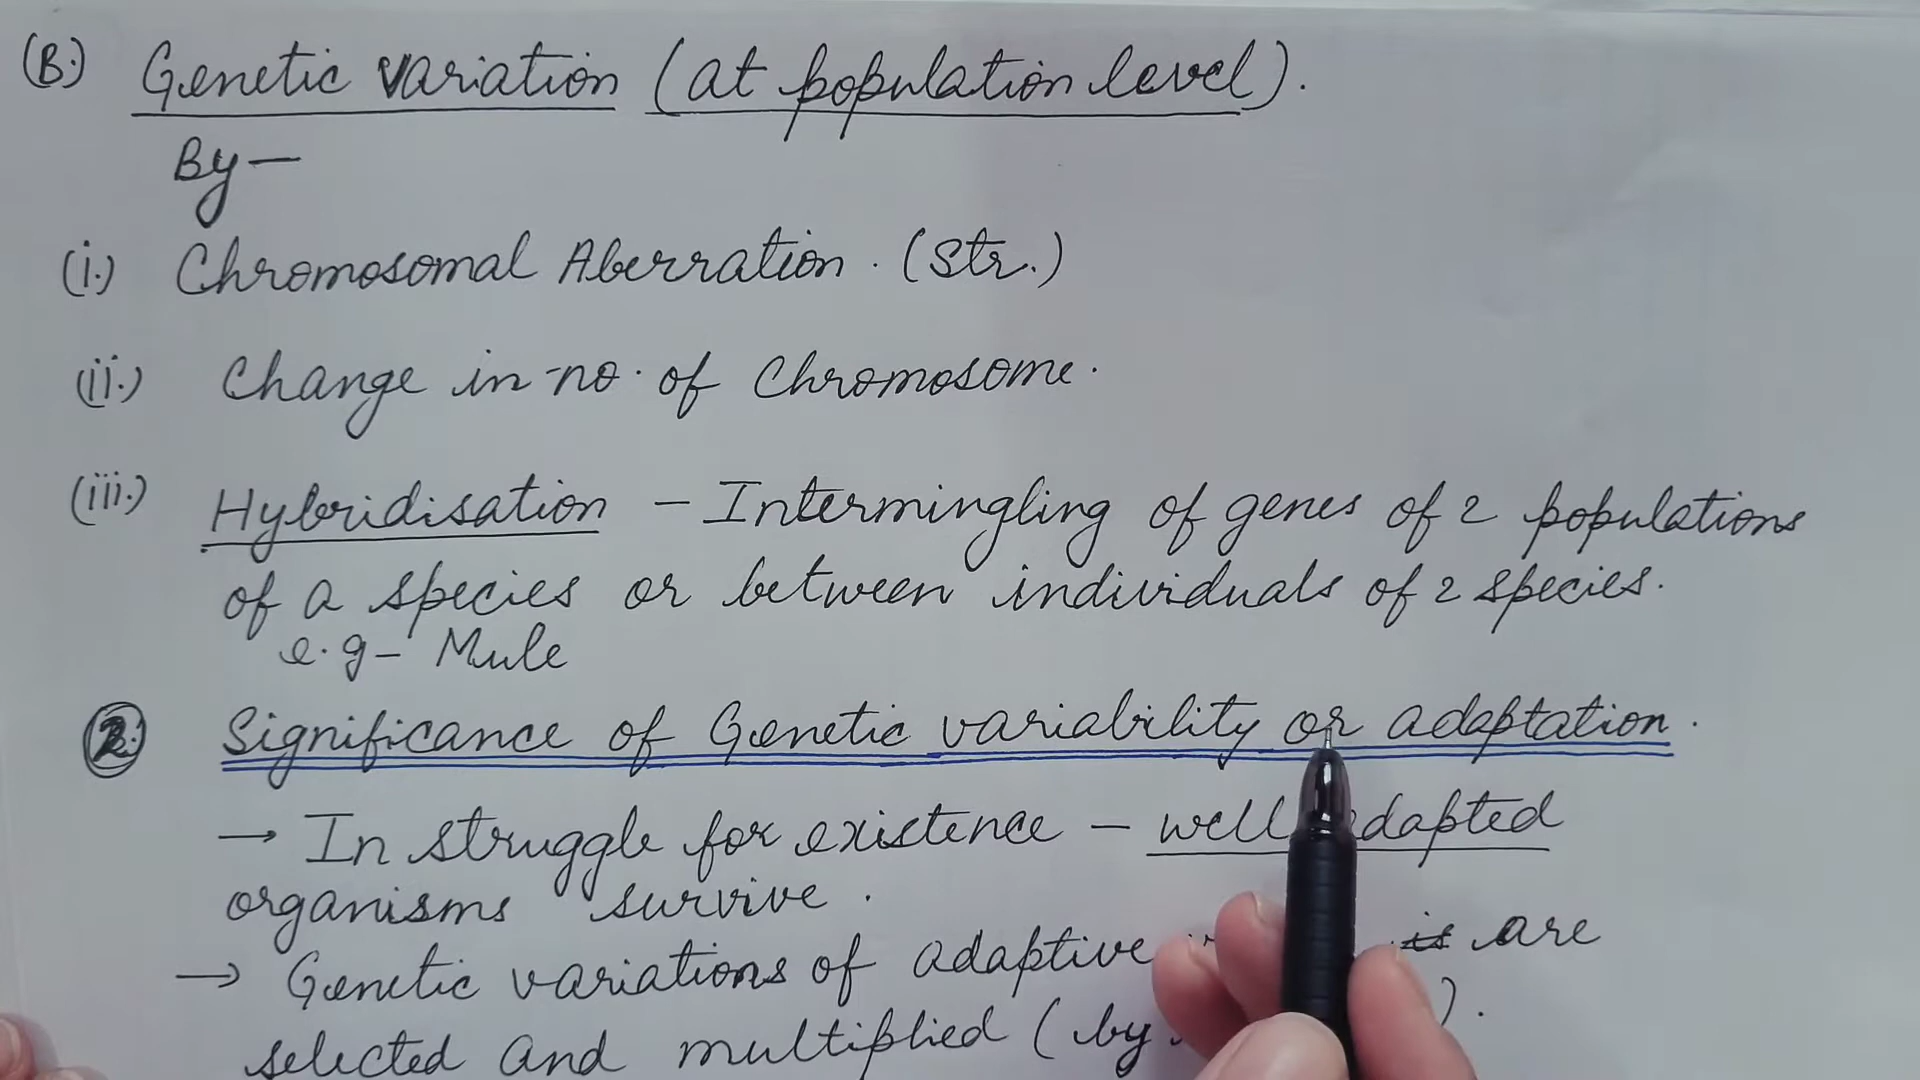 (B.) Genetic variation (at population level).
By —
(i.) Chromosomal Aberration. (Str.)
(ii.) Change in no. of Chromosome.
(iii.) Hybridisation – Intermingling of genes of 2 populations
of a species or between individuals of 2 species.
e.g – Mule
2. Significance of Genetic variability or adaptation.
→ In struggle for existence – well adapted
organisms survive.
→ Genetic variations of adaptive is are
selected and multiplied (by ).